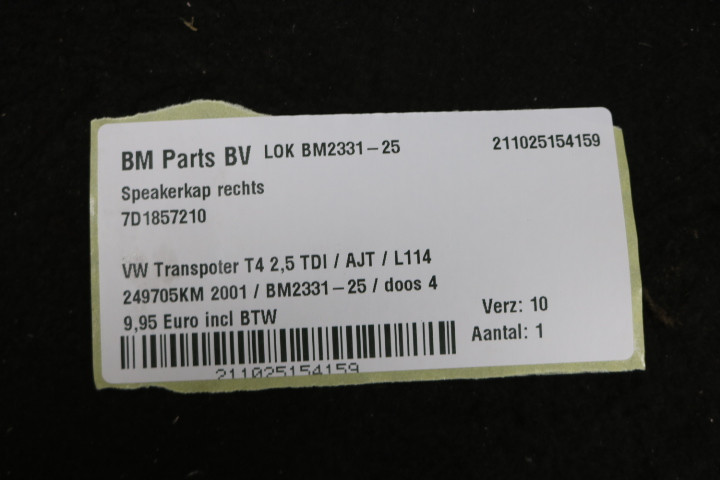 BM Parts BV LOK BM2331-25 211025154159
Speakerkap rechts
7D1857210
VW Transpoter T4 2,5 TDI / AJT / L114
249705KM 2001 / BM2331-25 / doos 4
9,95 Euro incl BTW
Verz: 10
Aantal: 1
211025154159